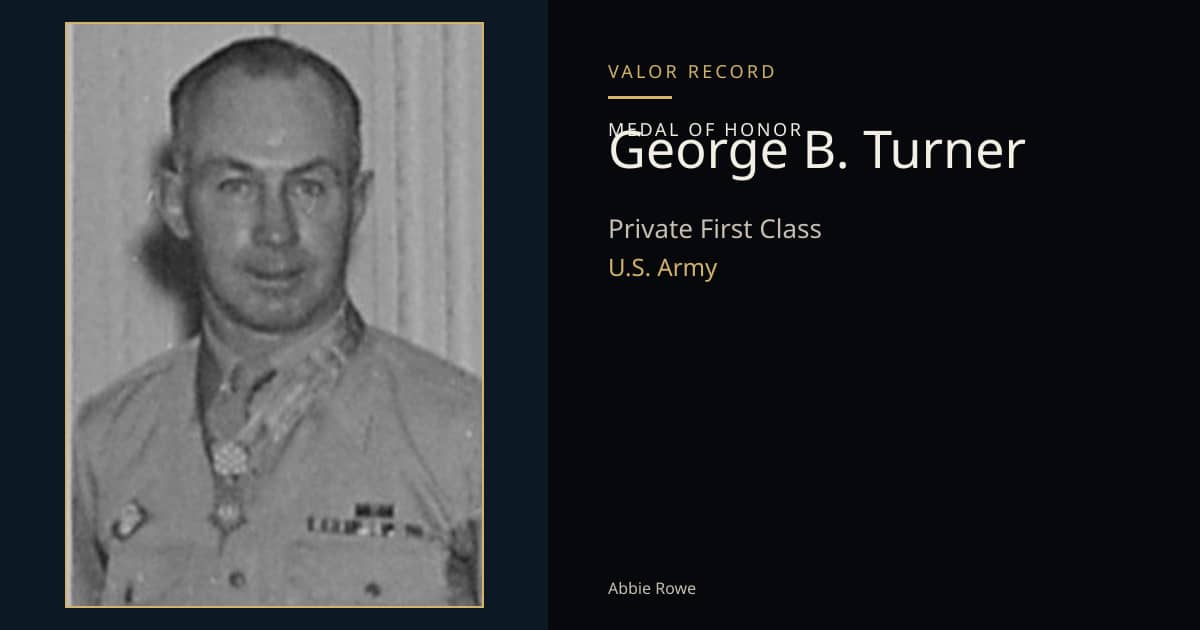 VALOR RECORD
MEDAL OF HONOR
George B. Turner
Private First Class
U.S. Army
Abbie Rowe